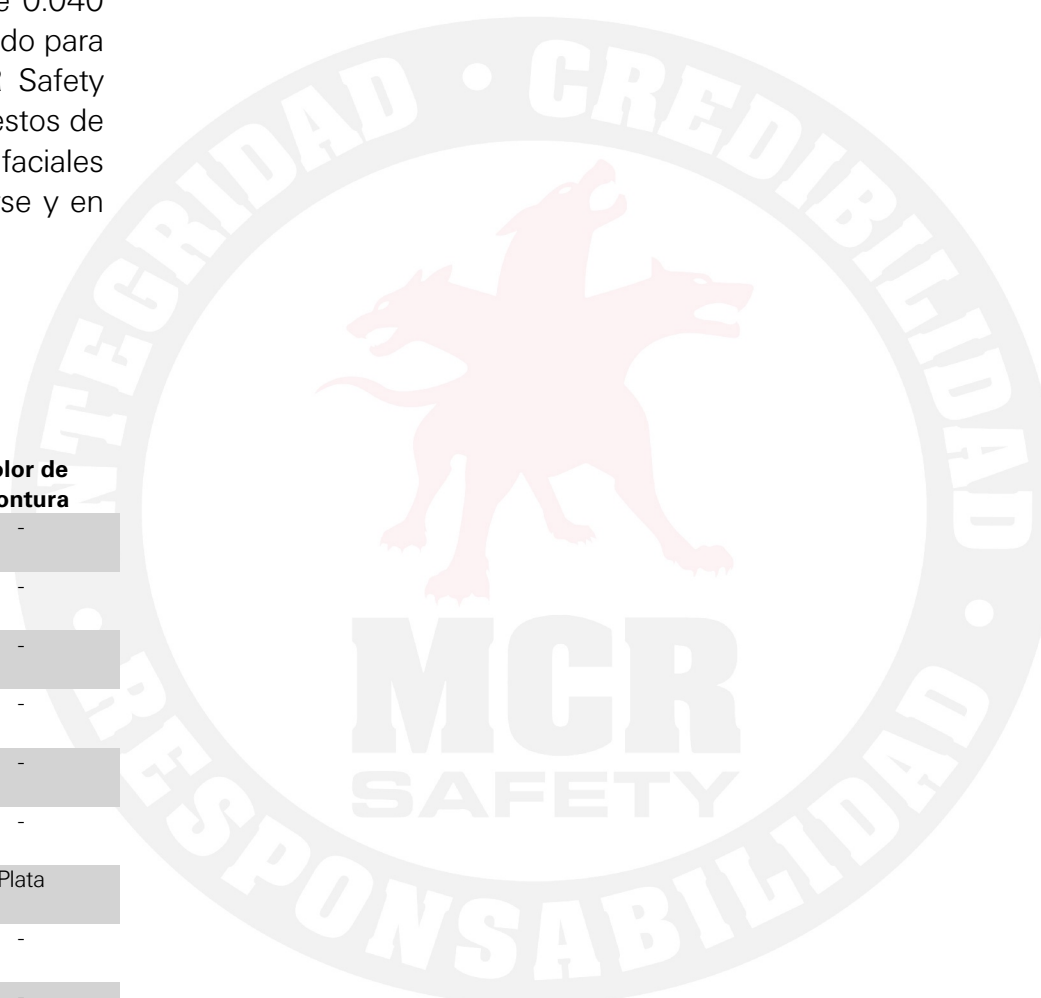 e 0.040
do para
Safety
estos de
faciales
se y en
INTEGRIDAD • CREDIBILIDAD • RESPONSABILIDAD •
MCR
SAFETY
olor de
ontura
-
-
-
-
-
-
Plata
-
-